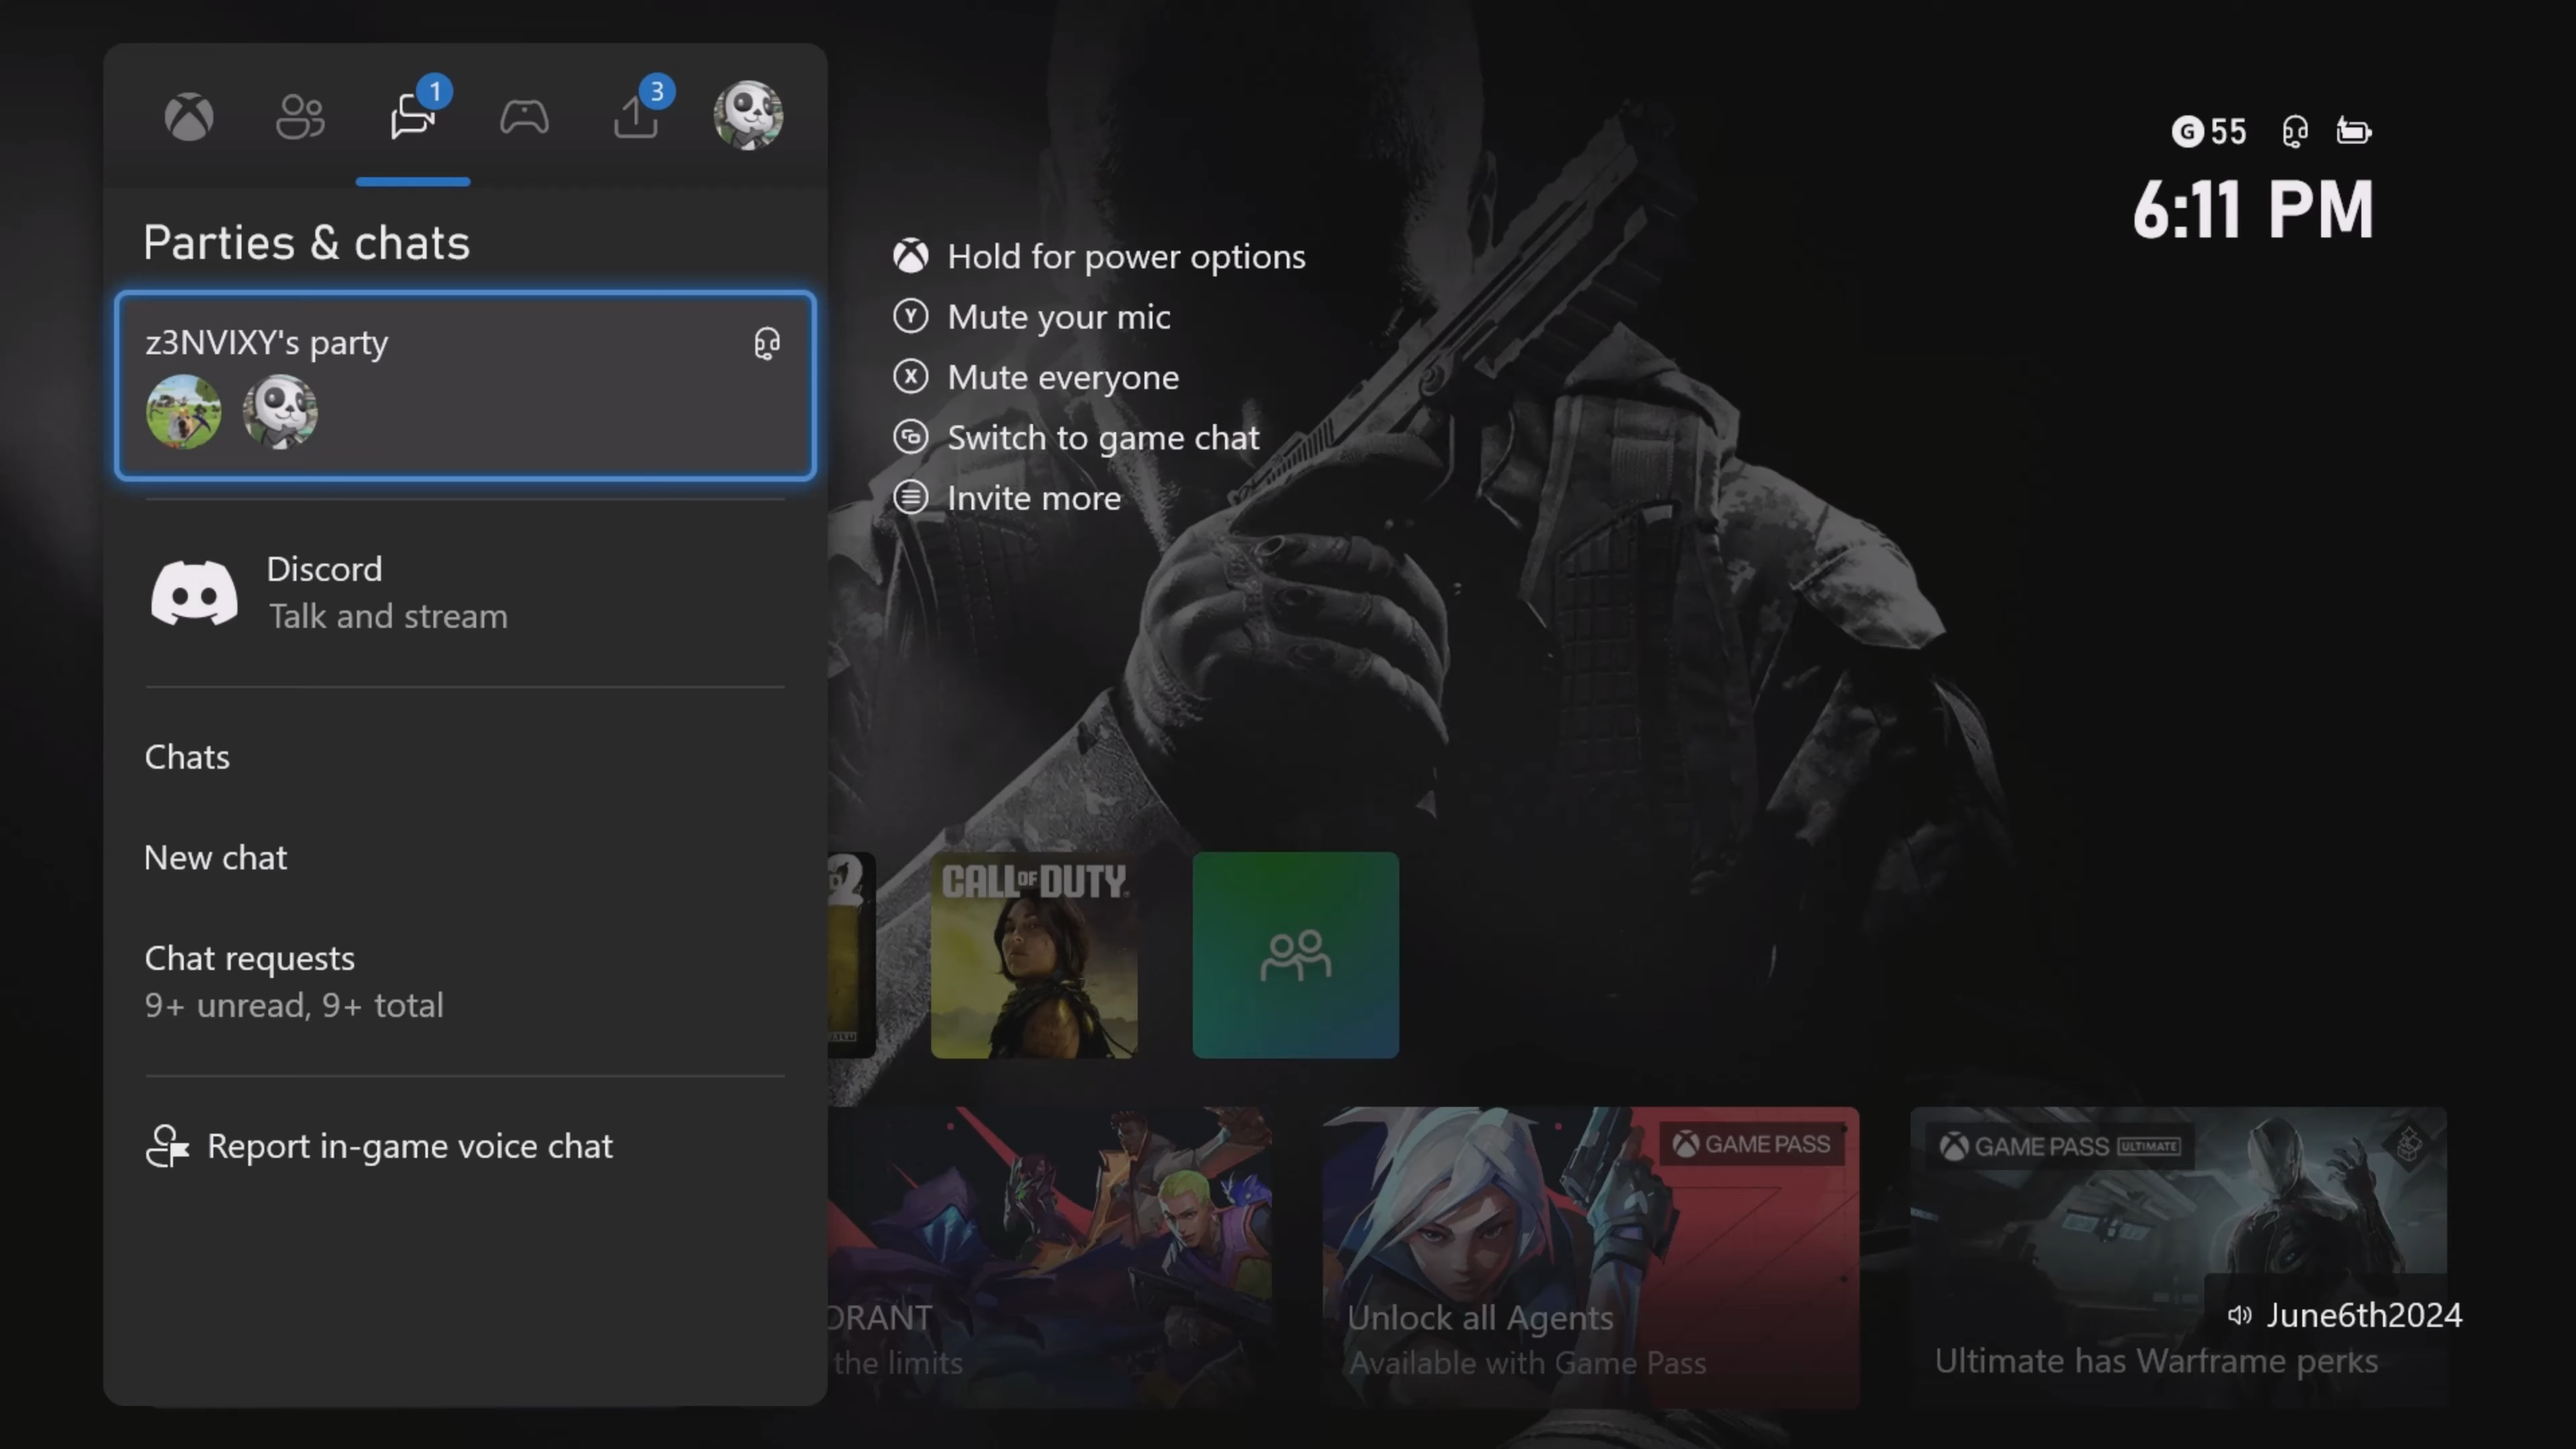 1
3
G 55
6:11 PM
Parties & chats
z3NVIXY's party
Hold for power options
Y Mute your mic
X Mute everyone
Switch to game chat
Invite more
Discord
Talk and stream
Chats
New chat
Chat requests
9+ unread, 9+ total
Report in-game voice chat
2
CALL OF DUTY
GAME PASS
GAME PASS ULTIMATE
ORANT
the limits
Unlock all Agents
Available with Game Pass
June6th2024
Ultimate has Warframe perks